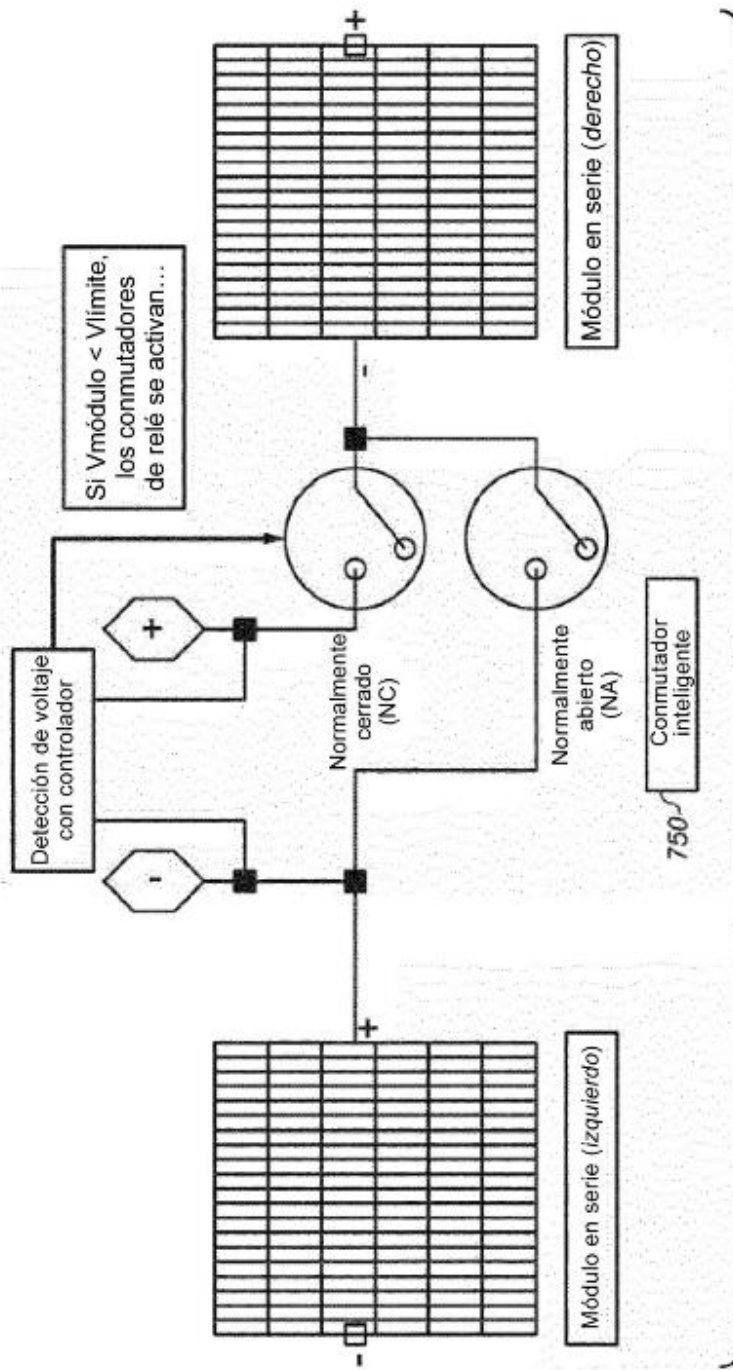 Detección de voltaje
con controlador
Si Vmódulo < Vlímite,
los conmutadores
de relé se activan...
-
+
Normalmente
cerrado
(NC)
-
+
-
+
Normalmente
abierto
(NA)
Módulo en serie (izquierdo)
750
Conmutador
inteligente
Módulo en serie (derecho)